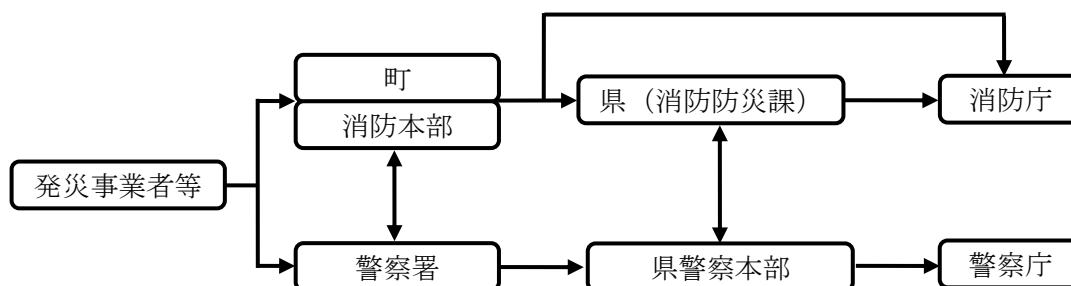 町
消防本部
県（消防防災課）
消防庁
発災事業者等
警察署
県警察本部
警察庁